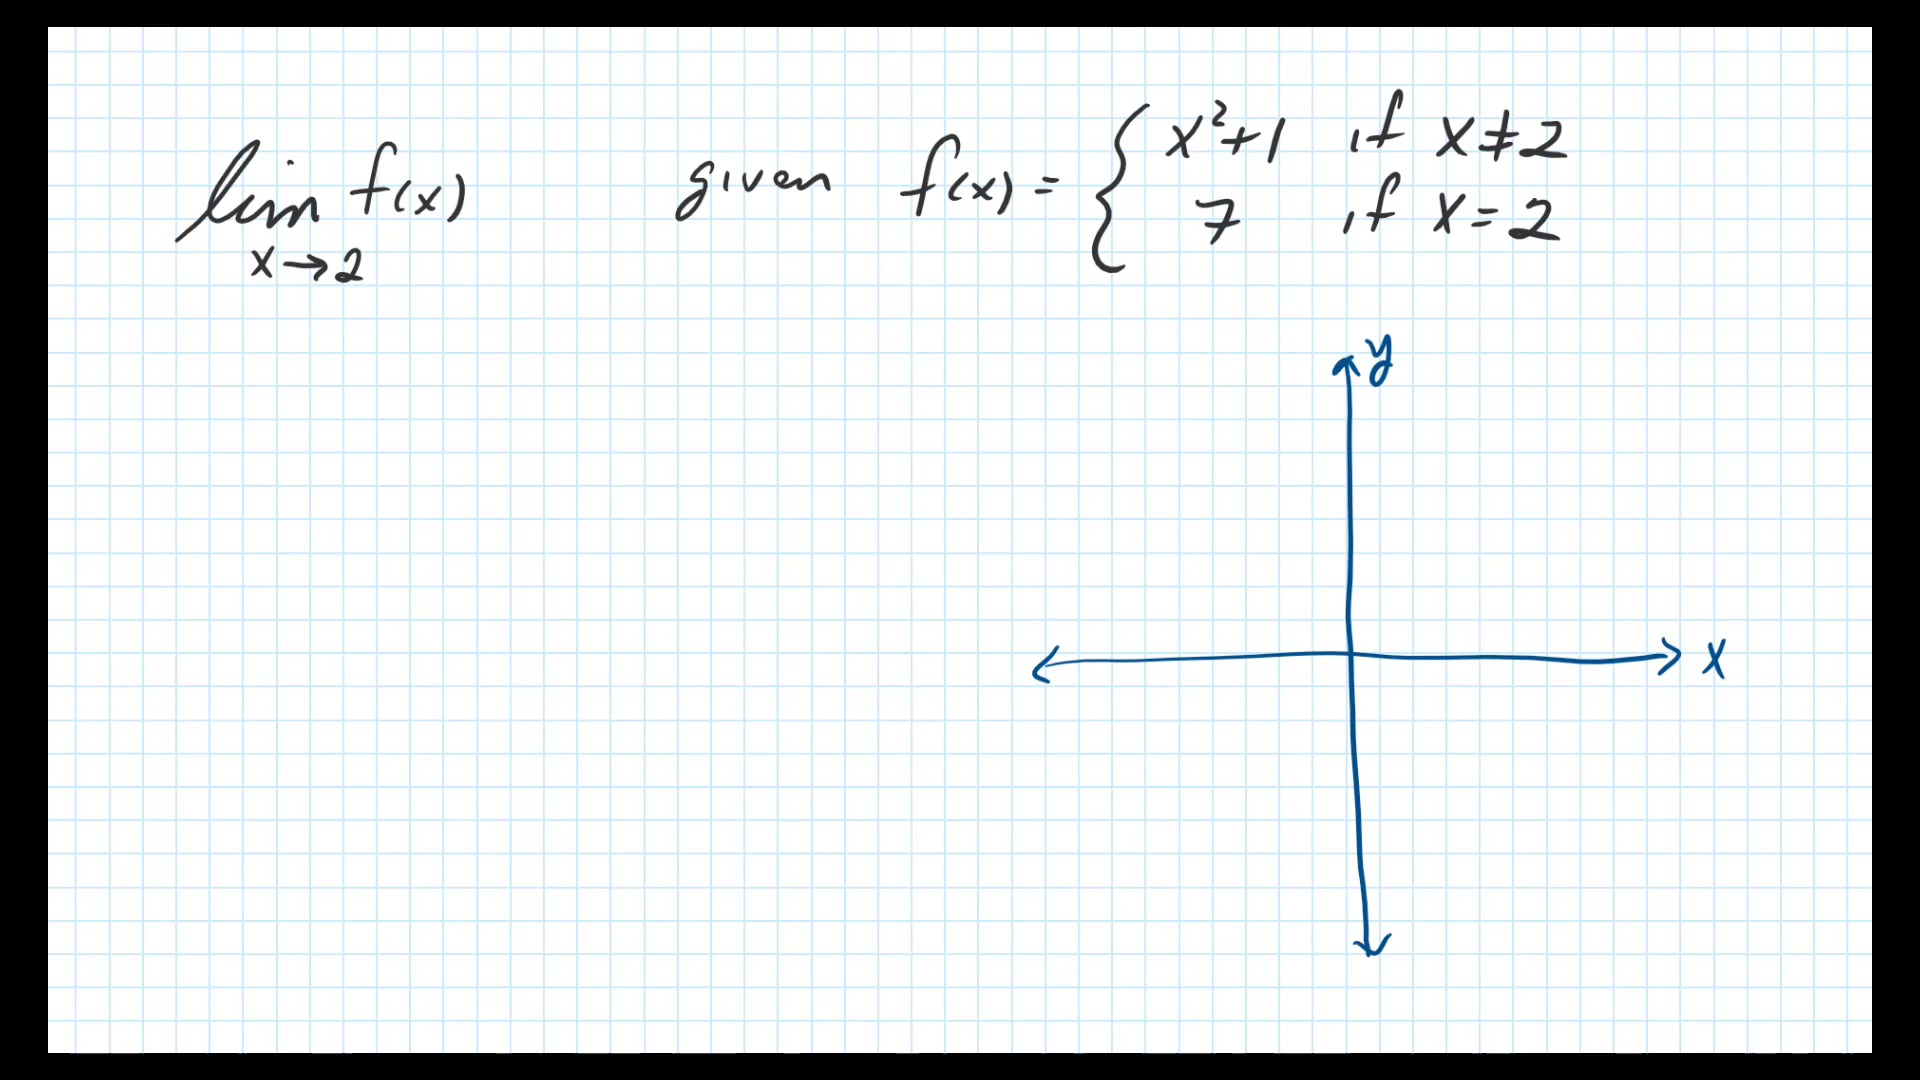 lim f(x) given f(x) = { x²+1 if x≠2
x→2 7 if x=2
y
x